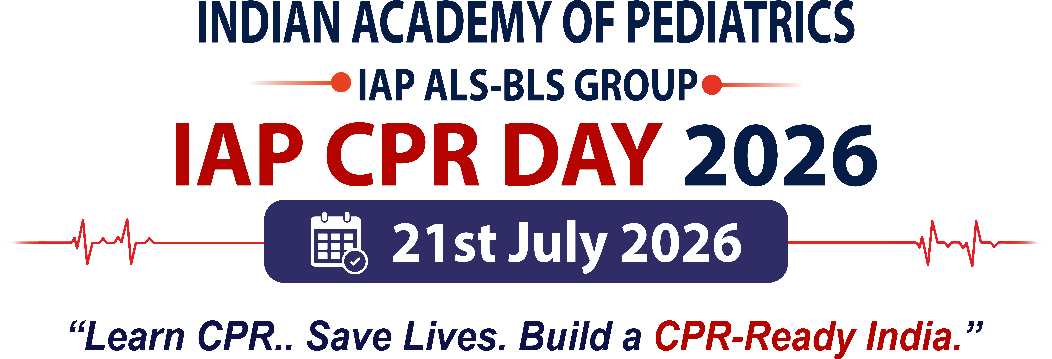 INDIAN ACADEMY OF PEDIATRICS
IAP ALS-BLS GROUP
IAP CPR DAY 2026
21st July 2026
“Learn CPR.. Save Lives. Build a CPR-Ready India.”